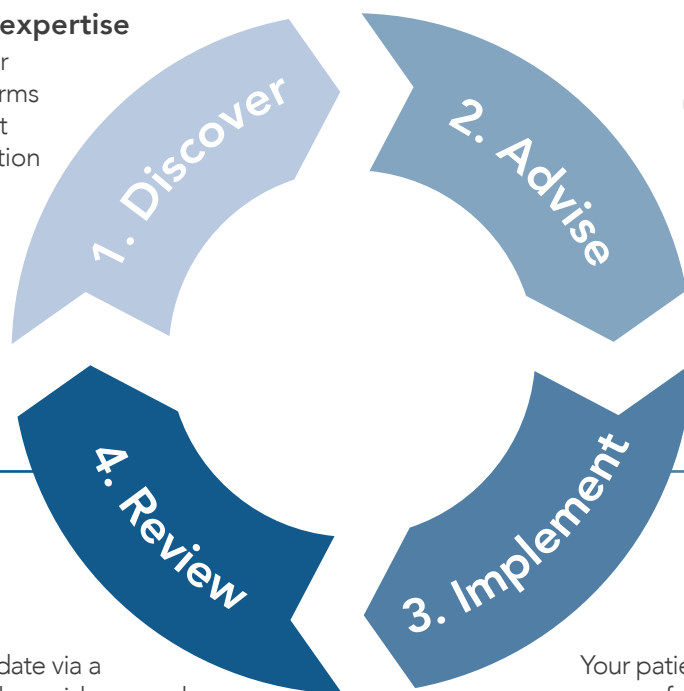 expertise
r
rms
t
tion
1. Discover
2. Advise
3. Implement
4. Review
date via a
Your patie